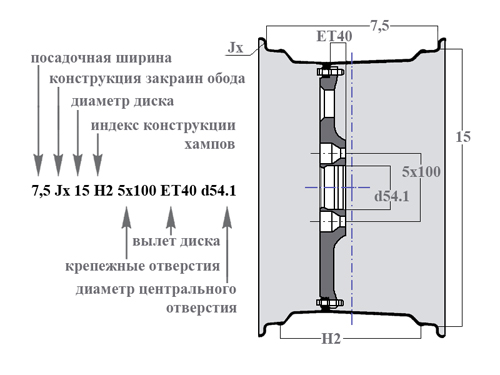 посадочная ширина
конструкция закраин обода
диаметр диска
индекс конструкции
хампов
7,5 Jx 15 H2 5x100 ET40 d54.1
вылет диска
крепежные отверстия
диаметр центрального
отверстия
7,5
Jx
ET40
15
5x100
d54.1
H2